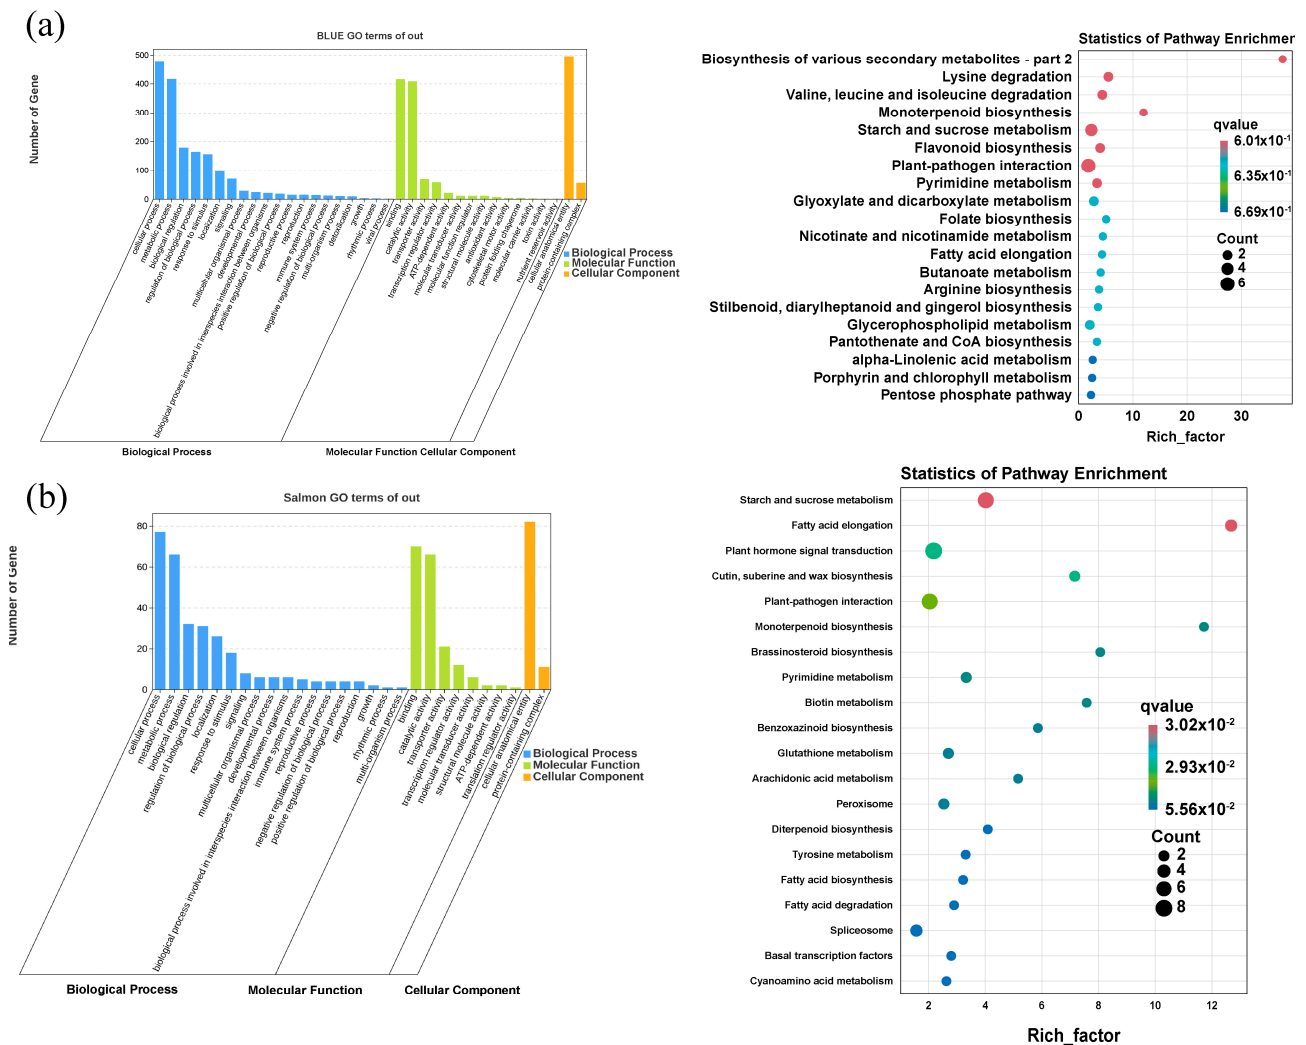 (a)
BLUE GO terms of out
Number of Gene
500
400
300
200
100
0
cellular process
metabolic process
biological regulation
regulation of biological process
response to stimulus
localization
signaling
multicellular organismal process
developmental process
biological process involved in interspecies interaction between organisms
positive regulation of biological process
reproductive process
reproduction
immune system process
negative regulation of biological process
multi-organism process
detoxification
growth
rhythmic process
viral process
binding
catalytic activity
transporter activity
transcription regulator activity
ATP-dependent activity
molecular transducer activity
molecular function regulator
structural molecule activity
antioxidant activity
cytoskeletal motor activity
protein folding chaperone
molecular carrier activity
toxin activity
nutrient reservoir activity
cellular anatomical entity
protein-containing complex
Biological Process
Molecular Function
Cellular Component
Biological Process
Molecular Function Cellular Component
Statistics of Pathway Enrichmen
Biosynthesis of various secondary metabolites - part 2
Lysine degradation
Valine, leucine and isoleucine degradation
Monoterpenoid biosynthesis
Starch and sucrose metabolism
Flavonoid biosynthesis
Plant-pathogen interaction
Pyrimidine metabolism
Glyoxylate and dicarboxylate metabolism
Folate biosynthesis
Nicotinate and nicotinamide metabolism
Fatty acid elongation
Butanoate metabolism
Arginine biosynthesis
Stilbenoid, diarylheptanoid and gingerol biosynthesis
Glycerophospholipid metabolism
Pantothenate and CoA biosynthesis
alpha-Linolenic acid metabolism
Porphyrin and chlorophyll metabolism
Pentose phosphate pathway
0 10 20 30
Rich_factor
qvalue
6.01x10-1
6.35x10-1
6.69x10-1
Count
2
4
6
(b)
Salmon GO terms of out
Number of Gene
80
60
40
20
0
cellular process
metabolic process
biological regulation
regulation of biological process
localization
response to stimulus
signaling
multicellular organismal process
developmental process
biological process involved in interspecies interaction between organisms
immune system process
reproductive process
negative regulation of biological process
positive regulation of biological process
reproduction
growth
rhythmic process
multi-organism process
binding
catalytic activity
transporter activity
transcription regulator activity
molecular transducer activity
structural molecule activity
ATP-dependent activity
translation regulator activity
cellular anatomical entity
protein-containing complex
Biological Process
Molecular Function
Cellular Component
Biological Process
Molecular Function
Cellular Component
Statistics of Pathway Enrichment
Starch and sucrose metabolism
Fatty acid elongation
Plant hormone signal transduction
Cutin, suberine and wax biosynthesis
Plant-pathogen interaction
Monoterpenoid biosynthesis
Brassinosteroid biosynthesis
Pyrimidine metabolism
Biotin metabolism
Benzoxazinoid biosynthesis
Glutathione metabolism
Arachidonic acid metabolism
Peroxisome
Diterpenoid biosynthesis
Tyrosine metabolism
Fatty acid biosynthesis
Fatty acid degradation
Spliceosome
Basal transcription factors
Cyanoamino acid metabolism
2 4 6 8 10 12
Rich_factor
qvalue
3.02x10-2
2.93x10-2
5.56x10-2
Count
2
4
6
8